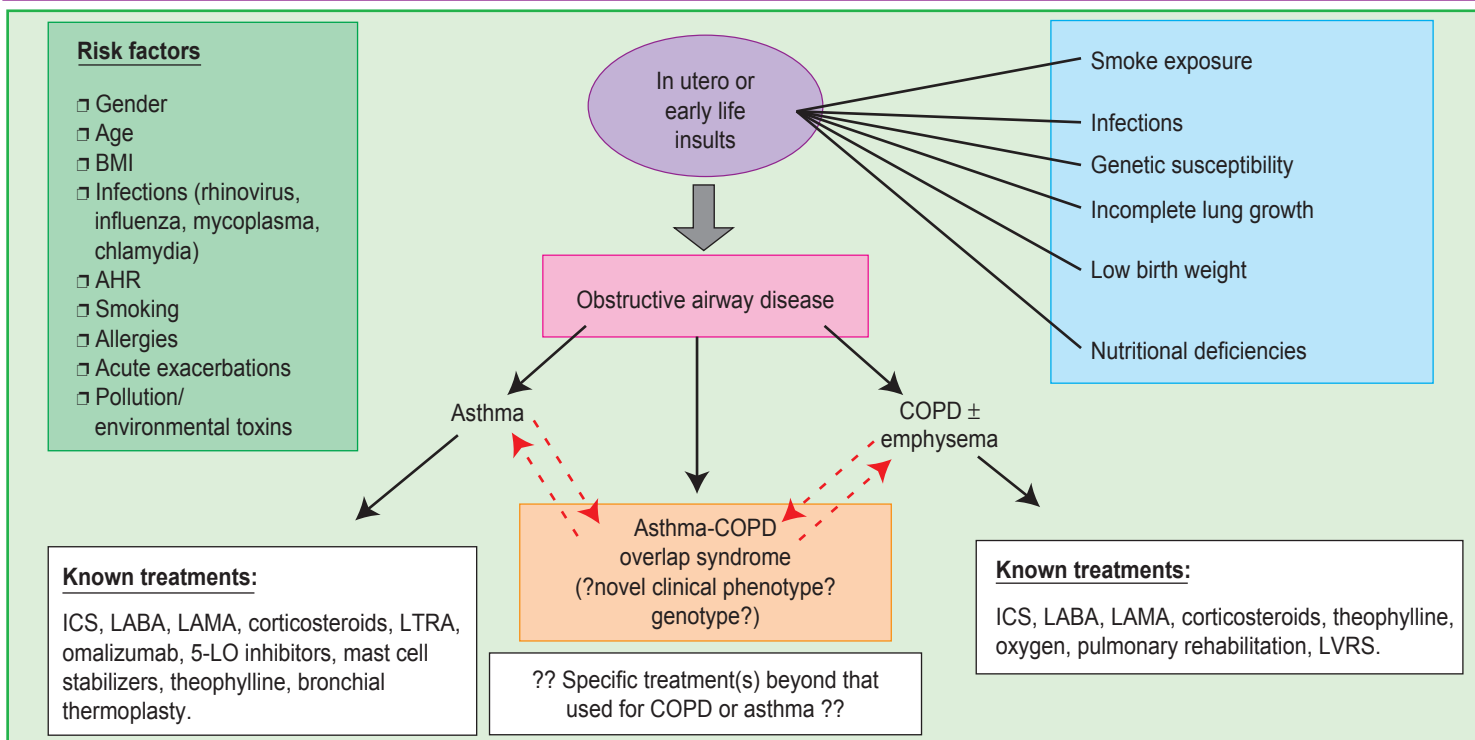 Risk factors
❒ Gender
❒ Age
❒ BMI
❒ Infections (rhinovirus,
influenza, mycoplasma,
chlamydia)
❒ AHR
❒ Smoking
❒ Allergies
❒ Acute exacerbations
❒ Pollution/
environmental toxins
In utero or
early life
insults
Smoke exposure
Infections
Genetic susceptibility
Incomplete lung growth
Low birth weight
Nutritional deficiencies
Obstructive airway disease
Asthma
COPD ±
emphysema
Asthma-COPD
overlap syndrome
(?novel clinical phenotype?
genotype?)
Known treatments:
ICS, LABA, LAMA, corticosteroids, LTRA,
omalizumab, 5-LO inhibitors, mast cell
stabilizers, theophylline, bronchial
thermoplasty.
?? Specific treatment(s) beyond that
used for COPD or asthma ??
Known treatments:
ICS, LABA, LAMA, corticosteroids, theophylline,
oxygen, pulmonary rehabilitation, LVRS.